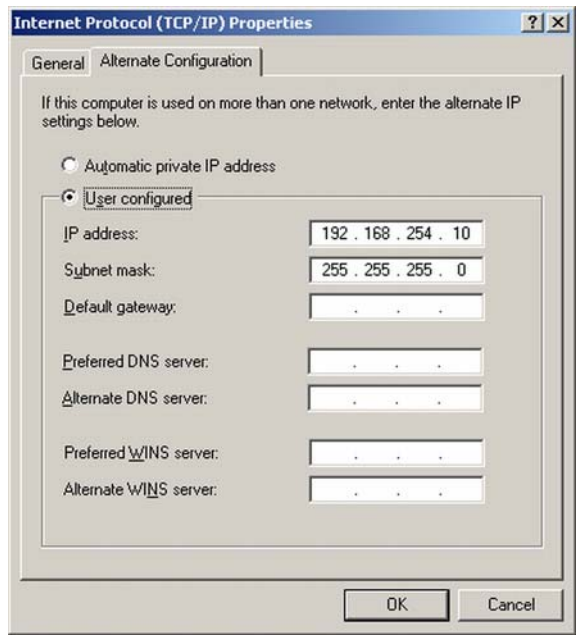 Internet Protocol (TCP/IP) Properties
General
Alternate Configuration
If this computer is used on more than one network, enter the alternate IP
settings below.
Automatic private IP address
User configured
IP address: 192 . 168 . 254 . 10
Subnet mask: 255 . 255 . 255 . 0
Default gateway: . . .
Preferred DNS server: . . .
Alternate DNS server: . . .
Preferred WINS server: . . .
Alternate WINS server: . . .
OK
Cancel